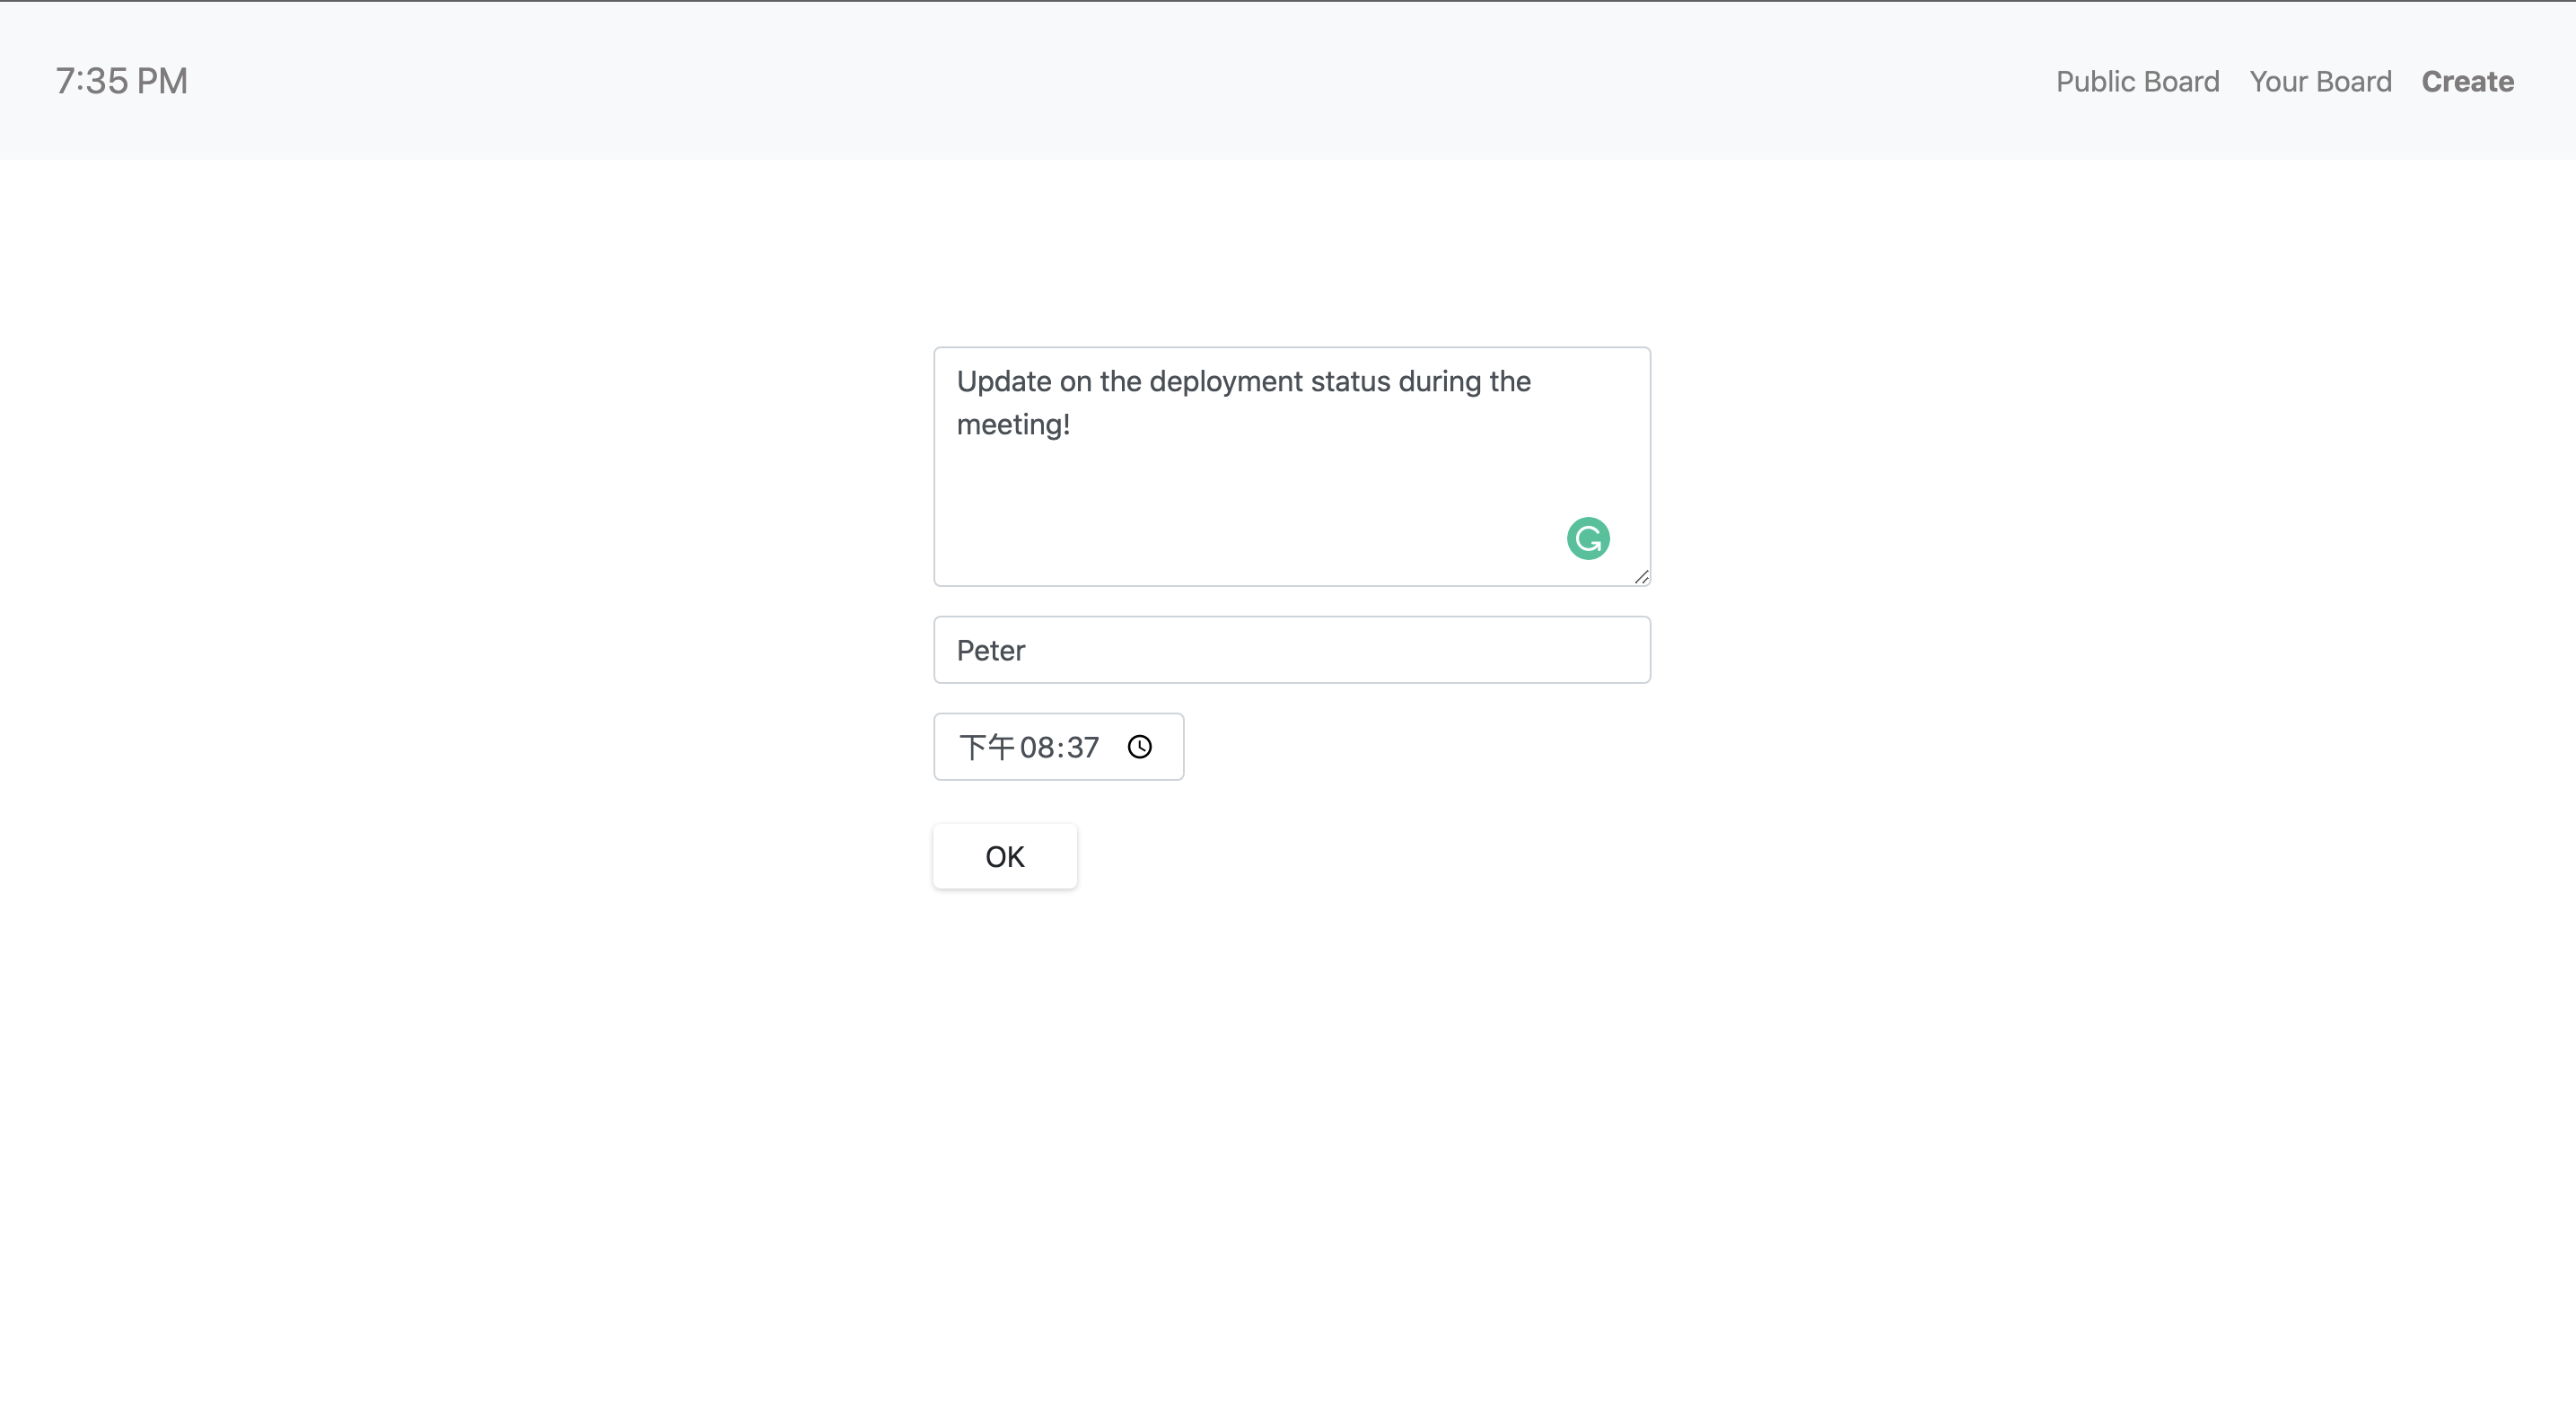 7:35 PM
Public Board Your Board Create
Update on the deployment status during the
meeting!
Peter
下午08:37
OK